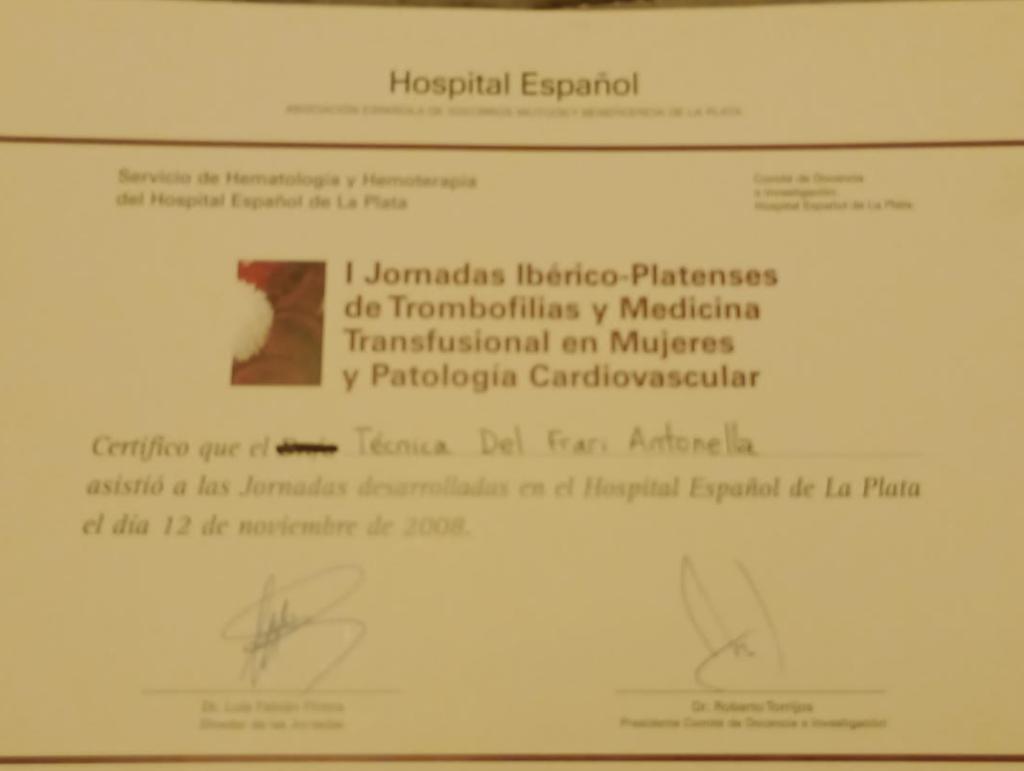 Hospital Español
ASOCIACIÓN ESPAÑOLA DE SOCORROS MUTUOS Y BENEFICENCIA DE LA PLATA
Servicio de Hematología y Hemoterapia
del Hospital Español de La Plata
Comité de Docencia
e Investigación
Hospital Español de La Plata
I Jornadas Ibérico-Platenses
de Trombofilias y Medicina
Transfusional en Mujeres
y Patología Cardiovascular
Certifico que el Técnica Del Frari Antonella
asistió a las Jornadas desarrolladas en el Hospital Español de La Plata
el día 12 de noviembre de 2008.
Dr. Luis Fabián
Director de las Jornadas
Dr. Roberto Torrijos
Presidente Comité de Docencia e Investigación